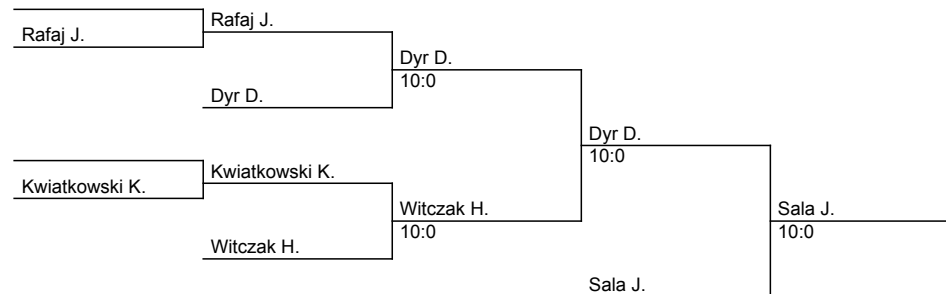 Rafaj J.
Rafaj J.
Dyr D.
10:0
Dyr D.
Dyr D.
10:0
Kwiatkowski K.
Kwiatkowski K.
Witczak H.
10:0
Sala J.
10:0
Witczak H.
Sala J.